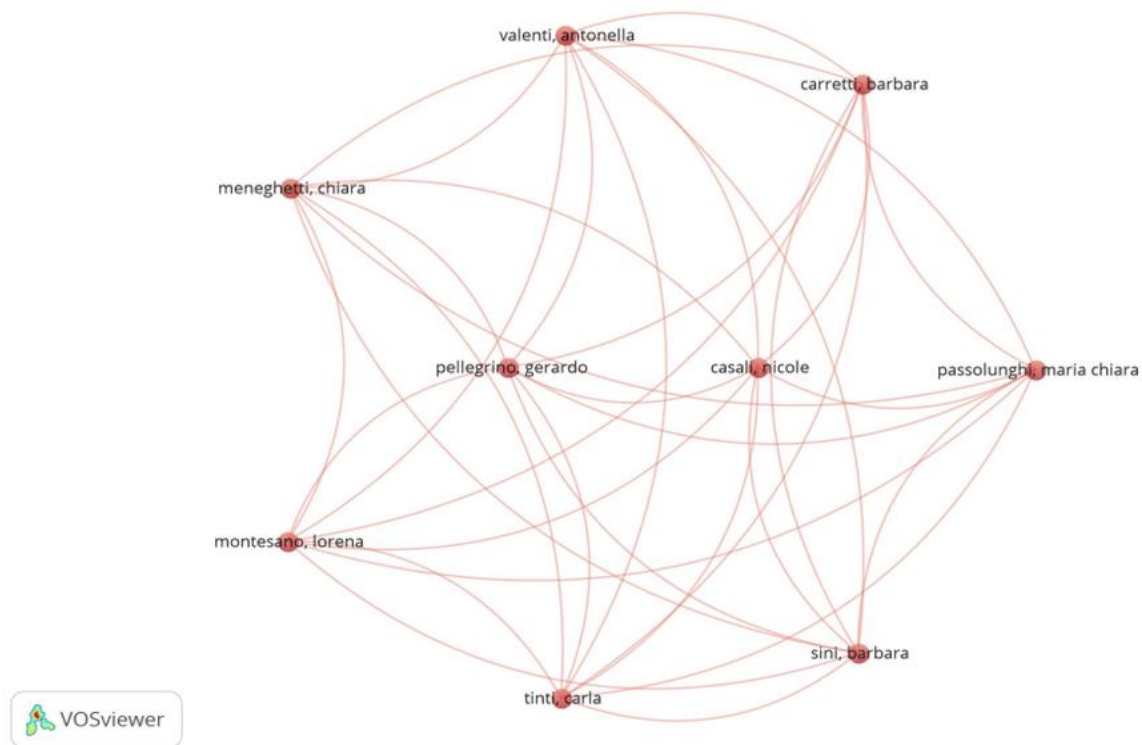 valenti, antonella
carretti, barbara
meneghetti, chiara
pellegrino, gerardo
casali, nicole
passolunghi, maria chiara
montesano, lorena
sini, barbara
tinti, carla
VOSviewer